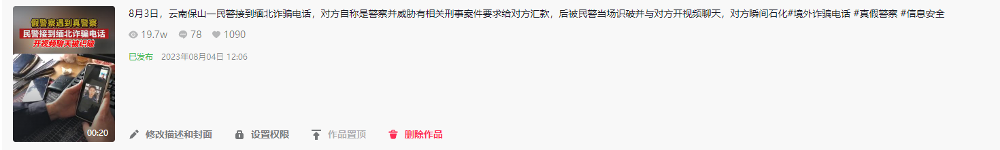 假警察遇到真警察
民警接到缅北诈骗电话
开视频聊天被识破
00:20
8月3日，云南保山一民警接到缅北诈骗电话，对方自称是警察并威胁有相关刑事案件要求给对方汇款，后被民警当场识破并与对方开视频聊天，对方瞬间石化#境外诈骗电话 #真假警察 #信息安全
19.7w 78 1090
已发布 2023年08月04日 12:06
修改描述和封面 设置权限 作品置顶 删除作品